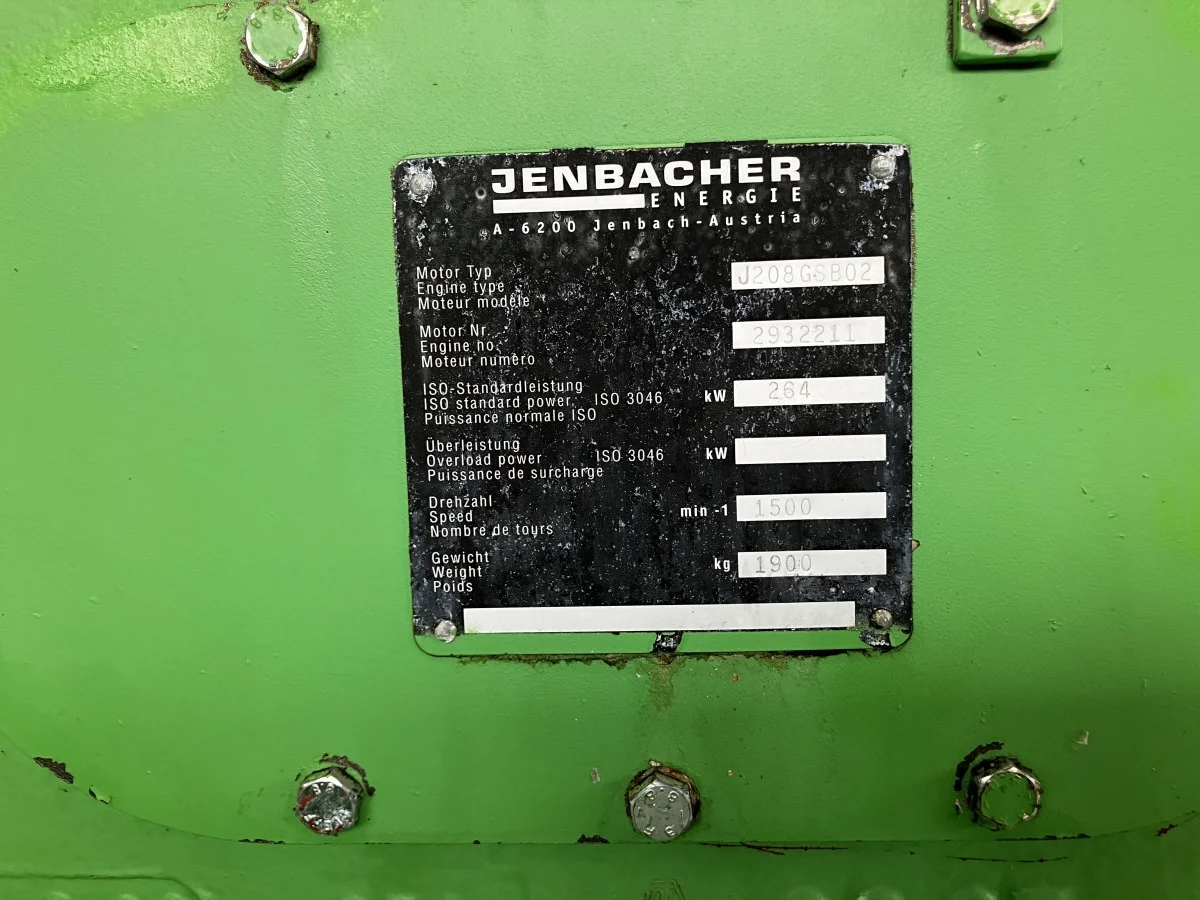 JENBACHER
ENERGIE
A-6200 Jenbach-Austria
Motor Typ
Engine type J208GSB02
Moteur modéle
Motor Nr.
Engine no. 2932211
Moteur numéro
ISO-Standardleistung
ISO standard power ISO 3046 kW 264
Puissance normale ISO
Überleistung
Overload power ISO 3046 kW
Puissance de surcharge
Drehzahl
Speed min -1 1500
Nombre de tours
Gewicht
Weight kg 1900
Poids